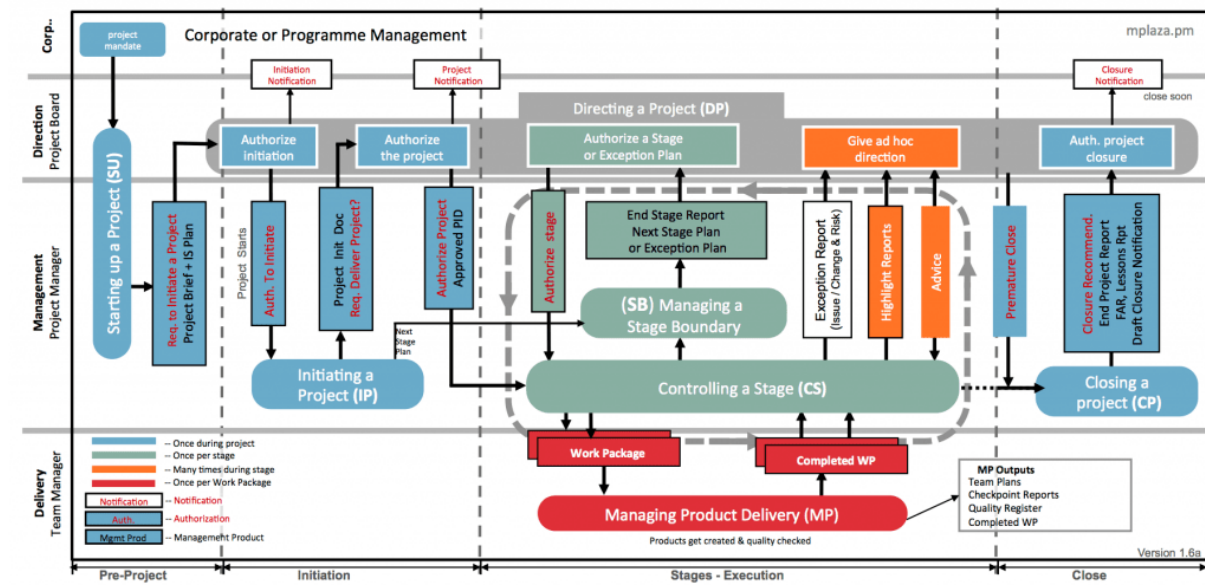 Corp..
project
mandate
Corporate or Programme Management
mplaza.pm
Initiation
Notification
Project
Notification
Closure
Notification
close soon
Direction
Project Board
Directing a Project (DP)
Authorize
initiation
Authorize
the project
Authorize a Stage
or Exception Plan
Give ad hoc
direction
Auth. project
closure
Management
Project Manager
Starting up a Project (SU)
Req. to Initiate a Project
Project Brief + IS Plan
Project Starts
Auth. To Initiate
Project Init Doc
Req. Deliver Project?
Authorize Project
Approved PID
Authorize stage
End Stage Report
Next Stage Plan
or Exception Plan
Exception Report
(Issue / Change & Risk)
Highlight Reports
Advice
Premature Close
Closure Recommend.
End Project Report
FAR, Lessons Rpt
Draft Closure Notification
(SB) Managing a
Stage Boundary
Next
Stage
Plan
Initiating a
Project (IP)
Controlling a Stage (CS)
Closing a
project (CP)
Delivery
Team Manager
-- Once during project
-- Once per stage
-- Many times during stage
-- Once per Work Package
Notification -- Notification
Auth. -- Authorization
Mgmt Prod -- Management Product
Work Package
Completed WP
Managing Product Delivery (MP)
Products get created & quality checked
MP Outputs
Team Plans
Checkpoint Reports
Quality Register
Completed WP
Version 1.6a
Pre-Project
Initiation
Stages - Execution
Close